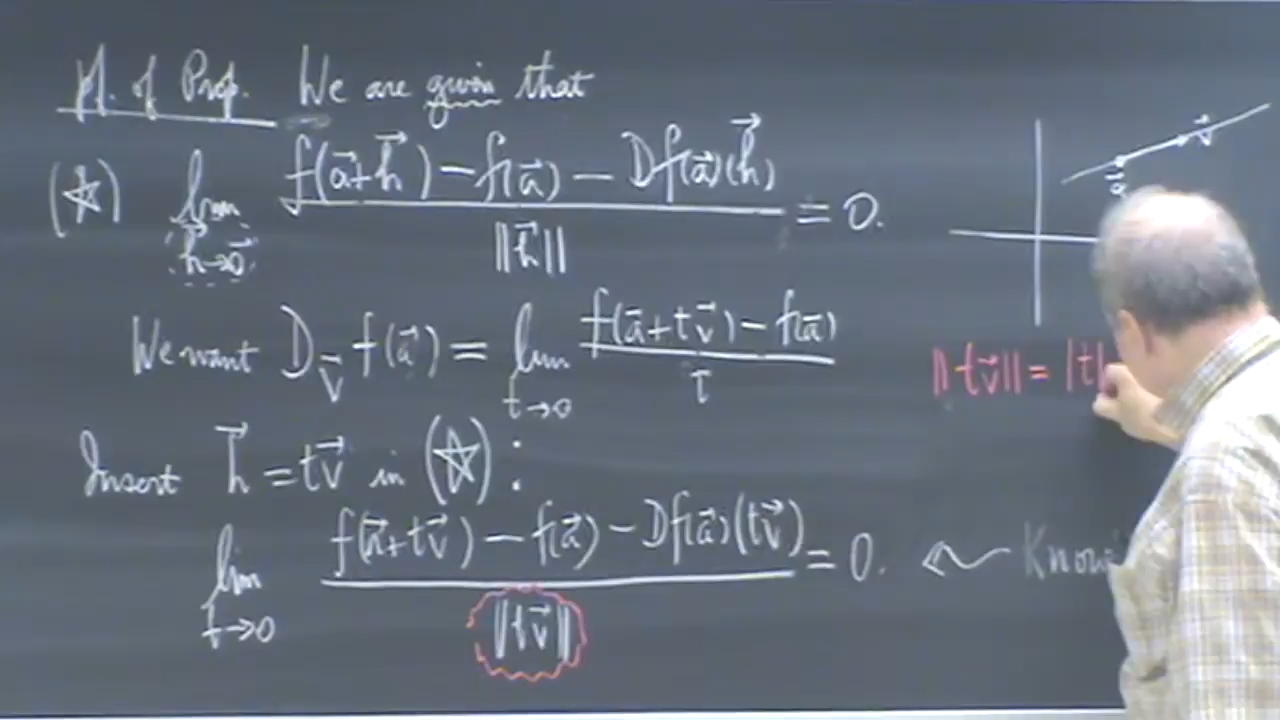 Pf. of Prop. We are given that
(☆) lim_{h→0⃗} (f(a⃗+h⃗) − f(a⃗) − Df(a⃗)(h⃗)) / ||h⃗|| = 0.
We want D_v⃗ f(a⃗) = lim_{t→0} (f(a⃗+tv⃗) − f(a⃗)) / t
Insert h⃗ = tv⃗ in (☆):
lim_{t→0} (f(a⃗+tv⃗) − f(a⃗) − Df(a⃗)(tv⃗)) / ||tv⃗|| = 0. ⇜ Know
v⃗
a⃗
||tv⃗|| = |t|